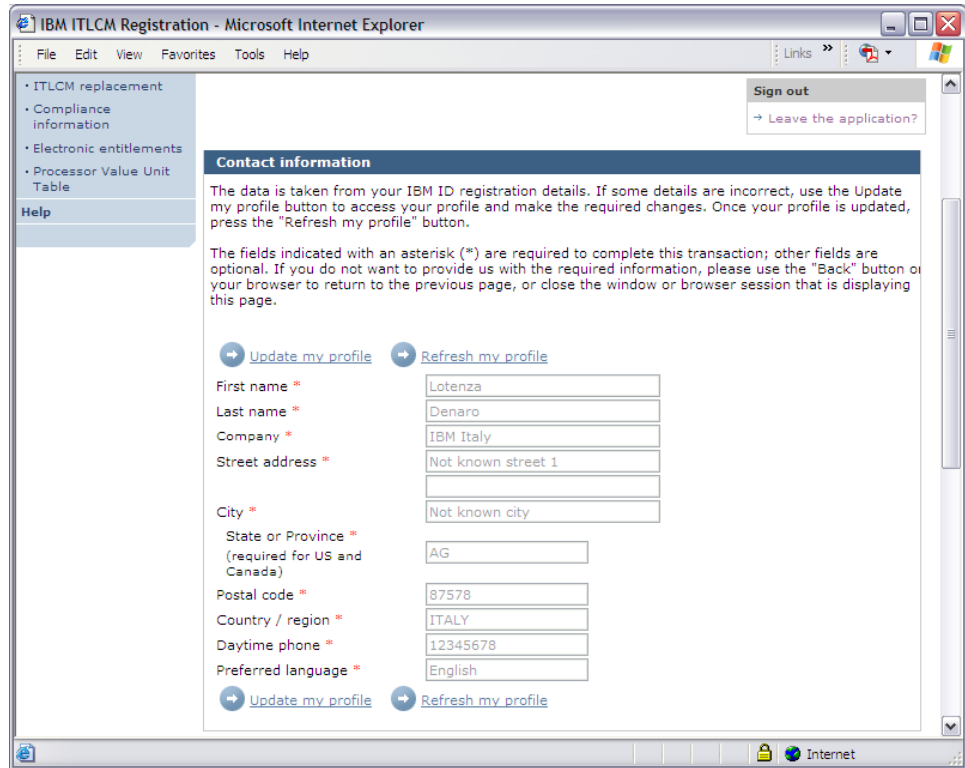 IBM ITLCM Registration - Microsoft Internet Explorer
File Edit View Favorites Tools Help
Links »
• ITLCM replacement
• Compliance
information
• Electronic entitlements
• Processor Value Unit
Table
Help
Sign out
→ Leave the application?
Contact information
The data is taken from your IBM ID registration details. If some details are incorrect, use the Update
my profile button to access your profile and make the required changes. Once your profile is updated,
press the "Refresh my profile" button.
The fields indicated with an asterisk (*) are required to complete this transaction; other fields are
optional. If you do not want to provide us with the required information, please use the "Back" button o
your browser to return to the previous page, or close the window or browser session that is displaying
this page.
Update my profile Refresh my profile
First name * Lotenza
Last name * Denaro
Company * IBM Italy
Street address * Not known street 1
City * Not known city
State or Province *
(required for US and
Canada)
AG
Postal code * 87578
Country / region * ITALY
Daytime phone * 12345678
Preferred language * English
Update my profile Refresh my profile
Internet